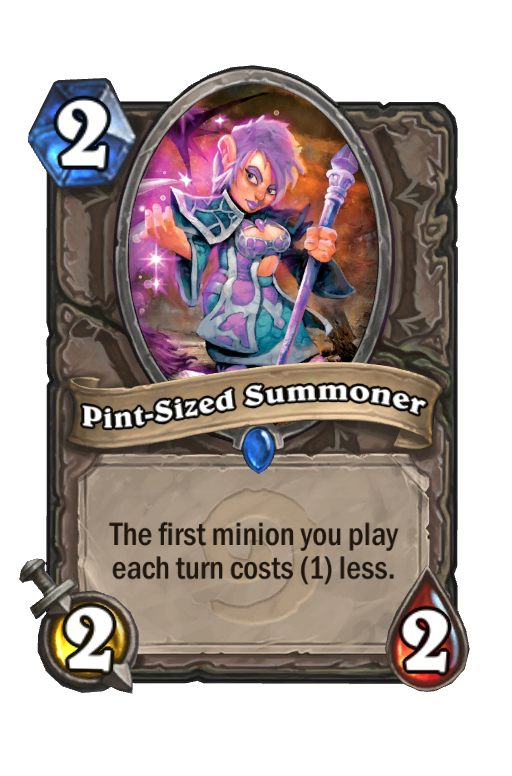 2
Pint-Sized Summoner
The first minion you play
each turn costs (1) less.
2
2